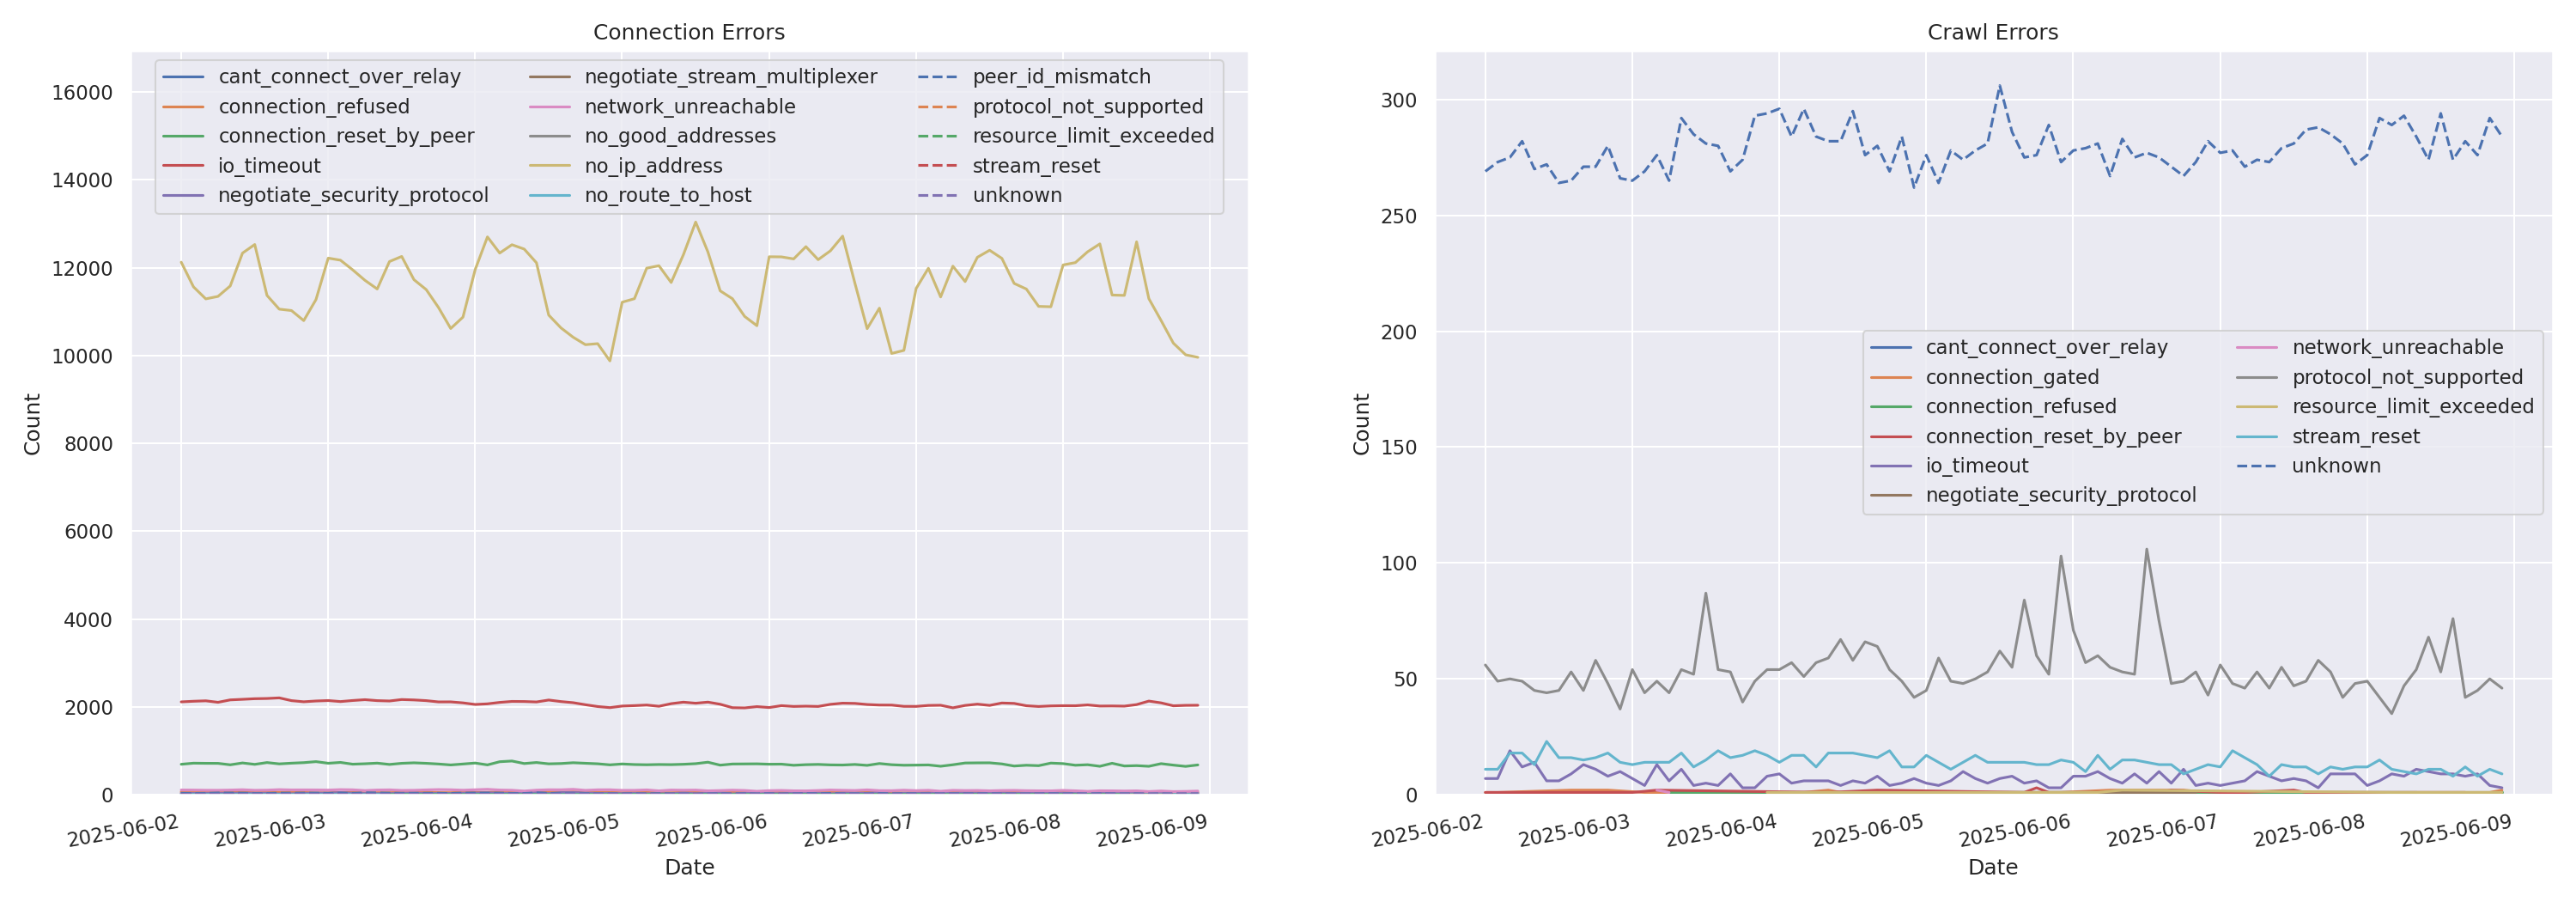 Connection Errors
16000
14000
12000
10000
8000
6000
4000
2000
0
Count
cant_connect_over_relay
connection_refused
connection_reset_by_peer
io_timeout
negotiate_security_protocol
negotiate_stream_multiplexer
network_unreachable
no_good_addresses
no_ip_address
no_route_to_host
peer_id_mismatch
protocol_not_supported
resource_limit_exceeded
stream_reset
unknown
2025-06-02
2025-06-03
2025-06-04
2025-06-05
2025-06-06
2025-06-07
2025-06-08
2025-06-09
Date
Crawl Errors
300
250
200
150
100
50
0
Count
cant_connect_over_relay
connection_gated
connection_refused
connection_reset_by_peer
io_timeout
negotiate_security_protocol
network_unreachable
protocol_not_supported
resource_limit_exceeded
stream_reset
unknown
2025-06-02
2025-06-03
2025-06-04
2025-06-05
2025-06-06
2025-06-07
2025-06-08
2025-06-09
Date